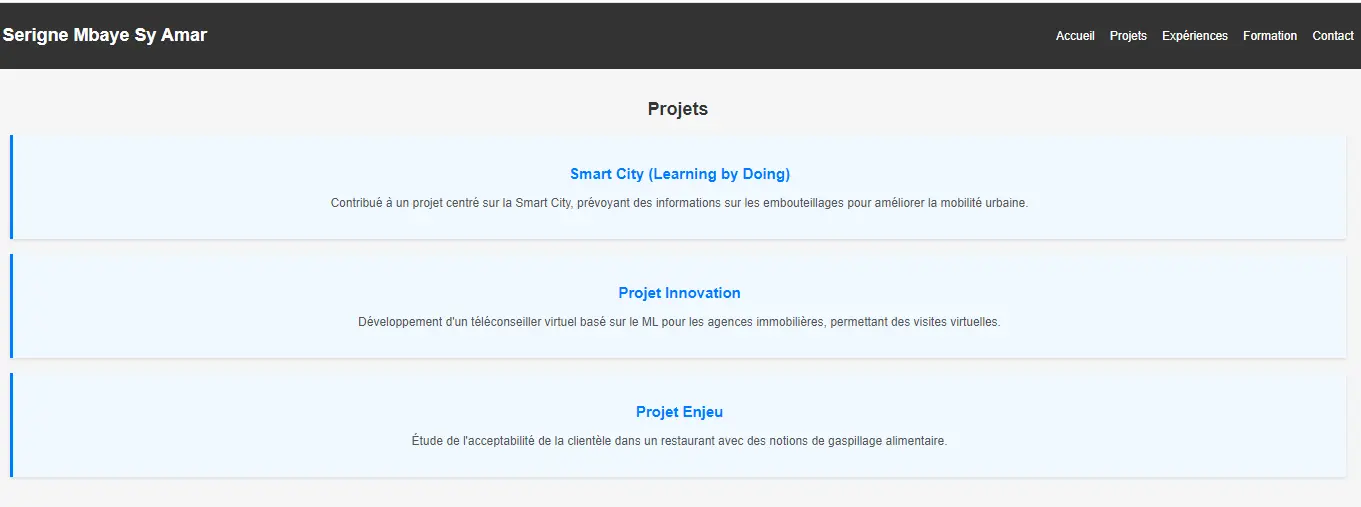 Serigne Mbaye Sy Amar
Accueil Projets Expériences Formation Contact
Projets
Smart City (Learning by Doing)
Contribué à un projet centré sur la Smart City, prévoyant des informations sur les embouteillages pour améliorer la mobilité urbaine.
Projet Innovation
Développement d'un téléconseiller virtuel basé sur le ML pour les agences immobilières, permettant des visites virtuelles.
Projet Enjeu
Étude de l'acceptabilité de la clientèle dans un restaurant avec des notions de gaspillage alimentaire.